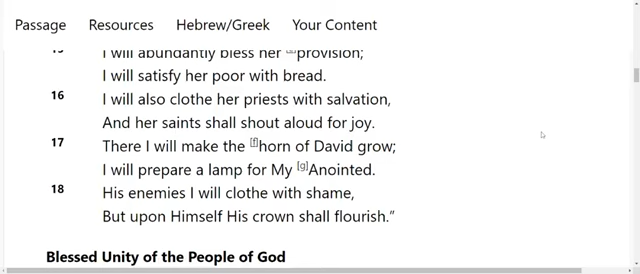 Passage Resources Hebrew/Greek Your Content
15 I will abundantly bless her provision;
I will satisfy her poor with bread.
16 I will also clothe her priests with salvation,
And her saints shall shout aloud for joy.
17 There I will make the [f]horn of David grow;
I will prepare a lamp for My [g]Anointed.
18 His enemies I will clothe with shame,
But upon Himself His crown shall flourish.”
Blessed Unity of the People of God